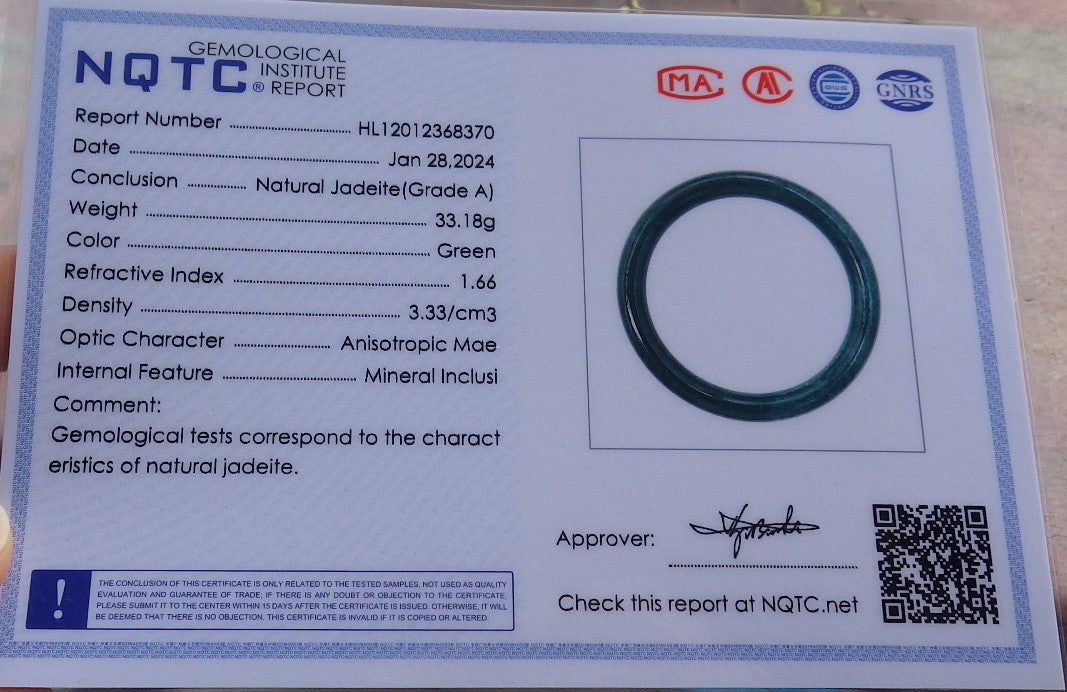 NQTC® GEMOLOGICAL INSTITUTE REPORT
Report Number HL12012368370
Date Jan 28,2024
Conclusion Natural Jadeite(Grade A)
Weight 33.18g
Color Green
Refractive Index 1.66
Density 3.33/cm3
Optic Character Anisotropic Mae
Internal Feature Mineral Inclusi
Comment:
Gemological tests correspond to the charact
eristics of natural jadeite.
! THE CONCLUSION OF THIS CERTIFICATE IS ONLY RELATED TO THE TESTED SAMPLES, NOT USED AS QUALITY
EVALUATION AND GUARANTEE OF TRADE; IF THERE IS ANY DOUBT OR OBJECTION TO THE CERTIFICATE,
PLEASE SUBMIT IT TO THE CENTER WITHIN 15 DAYS AFTER THE CERTIFICATE IS ISSUED. OTHERWISE, IT WILL
BE DEEMED THAT THERE IS NO OBJECTION. THIS CERTIFICATE IS INVALID IF IT IS COPIED OR ALTERED.
MA
AL
GNRS
Approver:
Check this report at NQTC.net